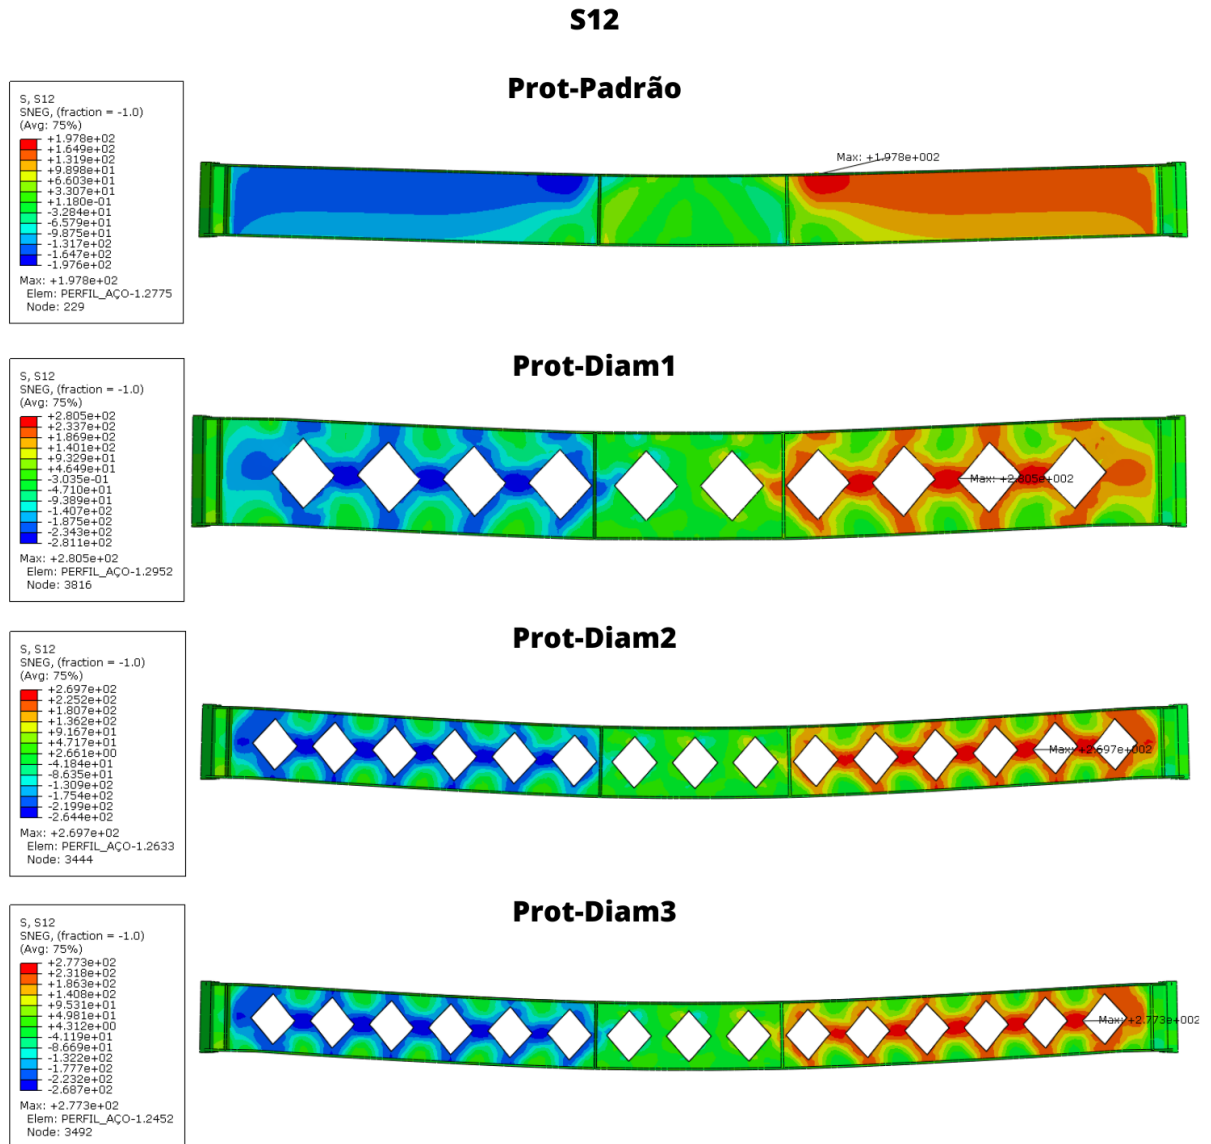 S12
Prot-Padrão
S, S12
SNEG, (fraction = -1.0)
(Avg: 75%)
+1.978e+02
+1.649e+02
+1.319e+02
+9.898e+01
+6.603e+01
+3.307e+01
+1.180e-01
-3.284e+01
-6.579e+01
-9.875e+01
-1.317e+02
-1.647e+02
-1.976e+02
Max: +1.978e+02
Elem: PERFIL_AÇO-1.2775
Node: 229
Max: +1.978e+002
Prot-Diam1
S, S12
SNEG, (fraction = -1.0)
(Avg: 75%)
+2.805e+02
+2.337e+02
+1.869e+02
+1.401e+02
+9.329e+01
+4.649e+01
-3.035e-01
-4.710e+01
-9.389e+01
-1.407e+02
-1.875e+02
-2.343e+02
-2.811e+02
Max: +2.805e+02
Elem: PERFIL_AÇO-1.2952
Node: 3816
Max: +2.805e+002
Prot-Diam2
S, S12
SNEG, (fraction = -1.0)
(Avg: 75%)
+2.697e+02
+2.252e+02
+1.807e+02
+1.362e+02
+9.167e+01
+4.717e+01
+2.661e+00
-4.184e+01
-8.635e+01
-1.309e+02
-1.754e+02
-2.199e+02
-2.644e+02
Max: +2.697e+02
Elem: PERFIL_AÇO-1.2633
Node: 3444
Max: +2.697e+002
Prot-Diam3
S, S12
SNEG, (fraction = -1.0)
(Avg: 75%)
+2.773e+02
+2.318e+02
+1.863e+02
+1.408e+02
+9.531e+01
+4.981e+01
+4.312e+00
-4.119e+01
-8.669e+01
-1.322e+02
-1.777e+02
-2.232e+02
-2.687e+02
Max: +2.773e+02
Elem: PERFIL_AÇO-1.2452
Node: 3492
Max: +2.773e+002